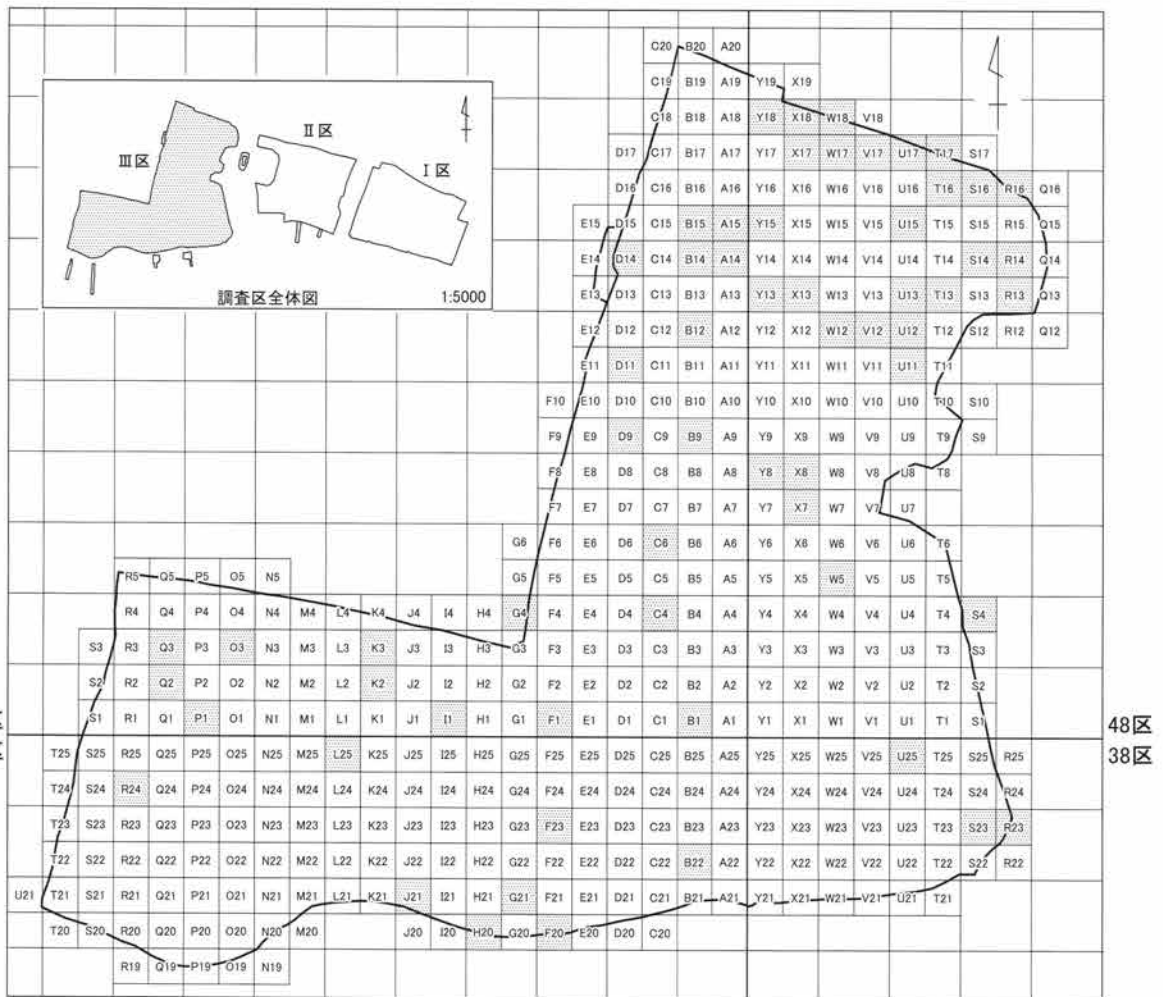 C20 B20 A20
C19 B19 A19 Y19 X19
C18 B18 A18 Y18 X18 W18 V18
D17 C17 B17 A17 Y17 X17 W17 V17 U17 T17 S17
D16 C16 B16 A16 Y16 X16 W16 V16 U16 T16 S16 R16 Q16
E15 D15 C15 B15 A15 Y15 X15 W15 V15 U15 T15 S15 R15 Q15
E14 D14 C14 B14 A14 Y14 X14 W14 V14 U14 T14 S14 R14 Q14
E13 D13 C13 B13 A13 Y13 X13 W13 V13 U13 T13 S13 R13 Q13
E12 D12 C12 B12 A12 Y12 X12 W12 V12 U12 T12 S12 R12 Q12
E11 D11 C11 B11 A11 Y11 X11 W11 V11 U11 T11
F10 E10 D10 C10 B10 A10 Y10 X10 W10 V10 U10 T10 S10
F9 E9 D9 C9 B9 A9 Y9 X9 W9 V9 U9 T9 S9
F8 E8 D8 C8 B8 A8 Y8 X8 W8 V8 U8 T8
F7 E7 D7 C7 B7 A7 Y7 X7 W7 V7 U7
G6 F6 E6 D6 C6 B6 A6 Y6 X6 W6 V6 U6 T6
R5 Q5 P5 O5 N5 G5 F5 E5 D5 C5 B5 A5 Y5 X5 W5 V5 U5 T5
R4 Q4 P4 O4 N4 M4 L4 K4 J4 I4 H4 G4 F4 E4 D4 C4 B4 A4 Y4 X4 W4 V4 U4 T4 S4
S3 R3 Q3 P3 O3 N3 M3 L3 K3 J3 I3 H3 G3 F3 E3 D3 C3 B3 A3 Y3 X3 W3 V3 U3 T3 S3
S2 R2 Q2 P2 O2 N2 M2 L2 K2 J2 I2 H2 G2 F2 E2 D2 C2 B2 A2 Y2 X2 W2 V2 U2 T2 S2
S1 R1 Q1 P1 O1 N1 M1 L1 K1 J1 I1 H1 G1 F1 E1 D1 C1 B1 A1 Y1 X1 W1 V1 U1 T1 S1
48区
38区
T25 S25 R25 Q25 P25 O25 N25 M25 L25 K25 J25 I25 H25 G25 F25 E25 D25 C25 B25 A25 Y25 X25 W25 V25 U25 T25 S25 R25
T24 S24 R24 Q24 P24 O24 N24 M24 L24 K24 J24 I24 H24 G24 F24 E24 D24 C24 B24 A24 Y24 X24 W24 V24 U24 T24 S24 R24
T23 S23 R23 Q23 P23 O23 N23 M23 L23 K23 J23 I23 H23 G23 F23 E23 D23 C23 B23 A23 Y23 X23 W23 V23 U23 T23 S23 R23
T22 S22 R22 Q22 P22 O22 N22 M22 L22 K22 J22 I22 H22 G22 F22 E22 D22 C22 B22 A22 Y22 X22 W22 V22 U22 T22 S22 R22
U21 T21 S21 R21 Q21 P21 O21 N21 M21 L21 K21 J21 I21 H21 G21 F21 E21 D21 C21 B21 A21 Y21 X21 W21 V21 U21 T21
T20 S20 R20 Q20 P20 O20 N20 M20 J20 I20 H20 G20 F20 E20 D20 C20
R19 Q19 P19 O19 N19
II区
III区
I区
調査区全体図 1:5000